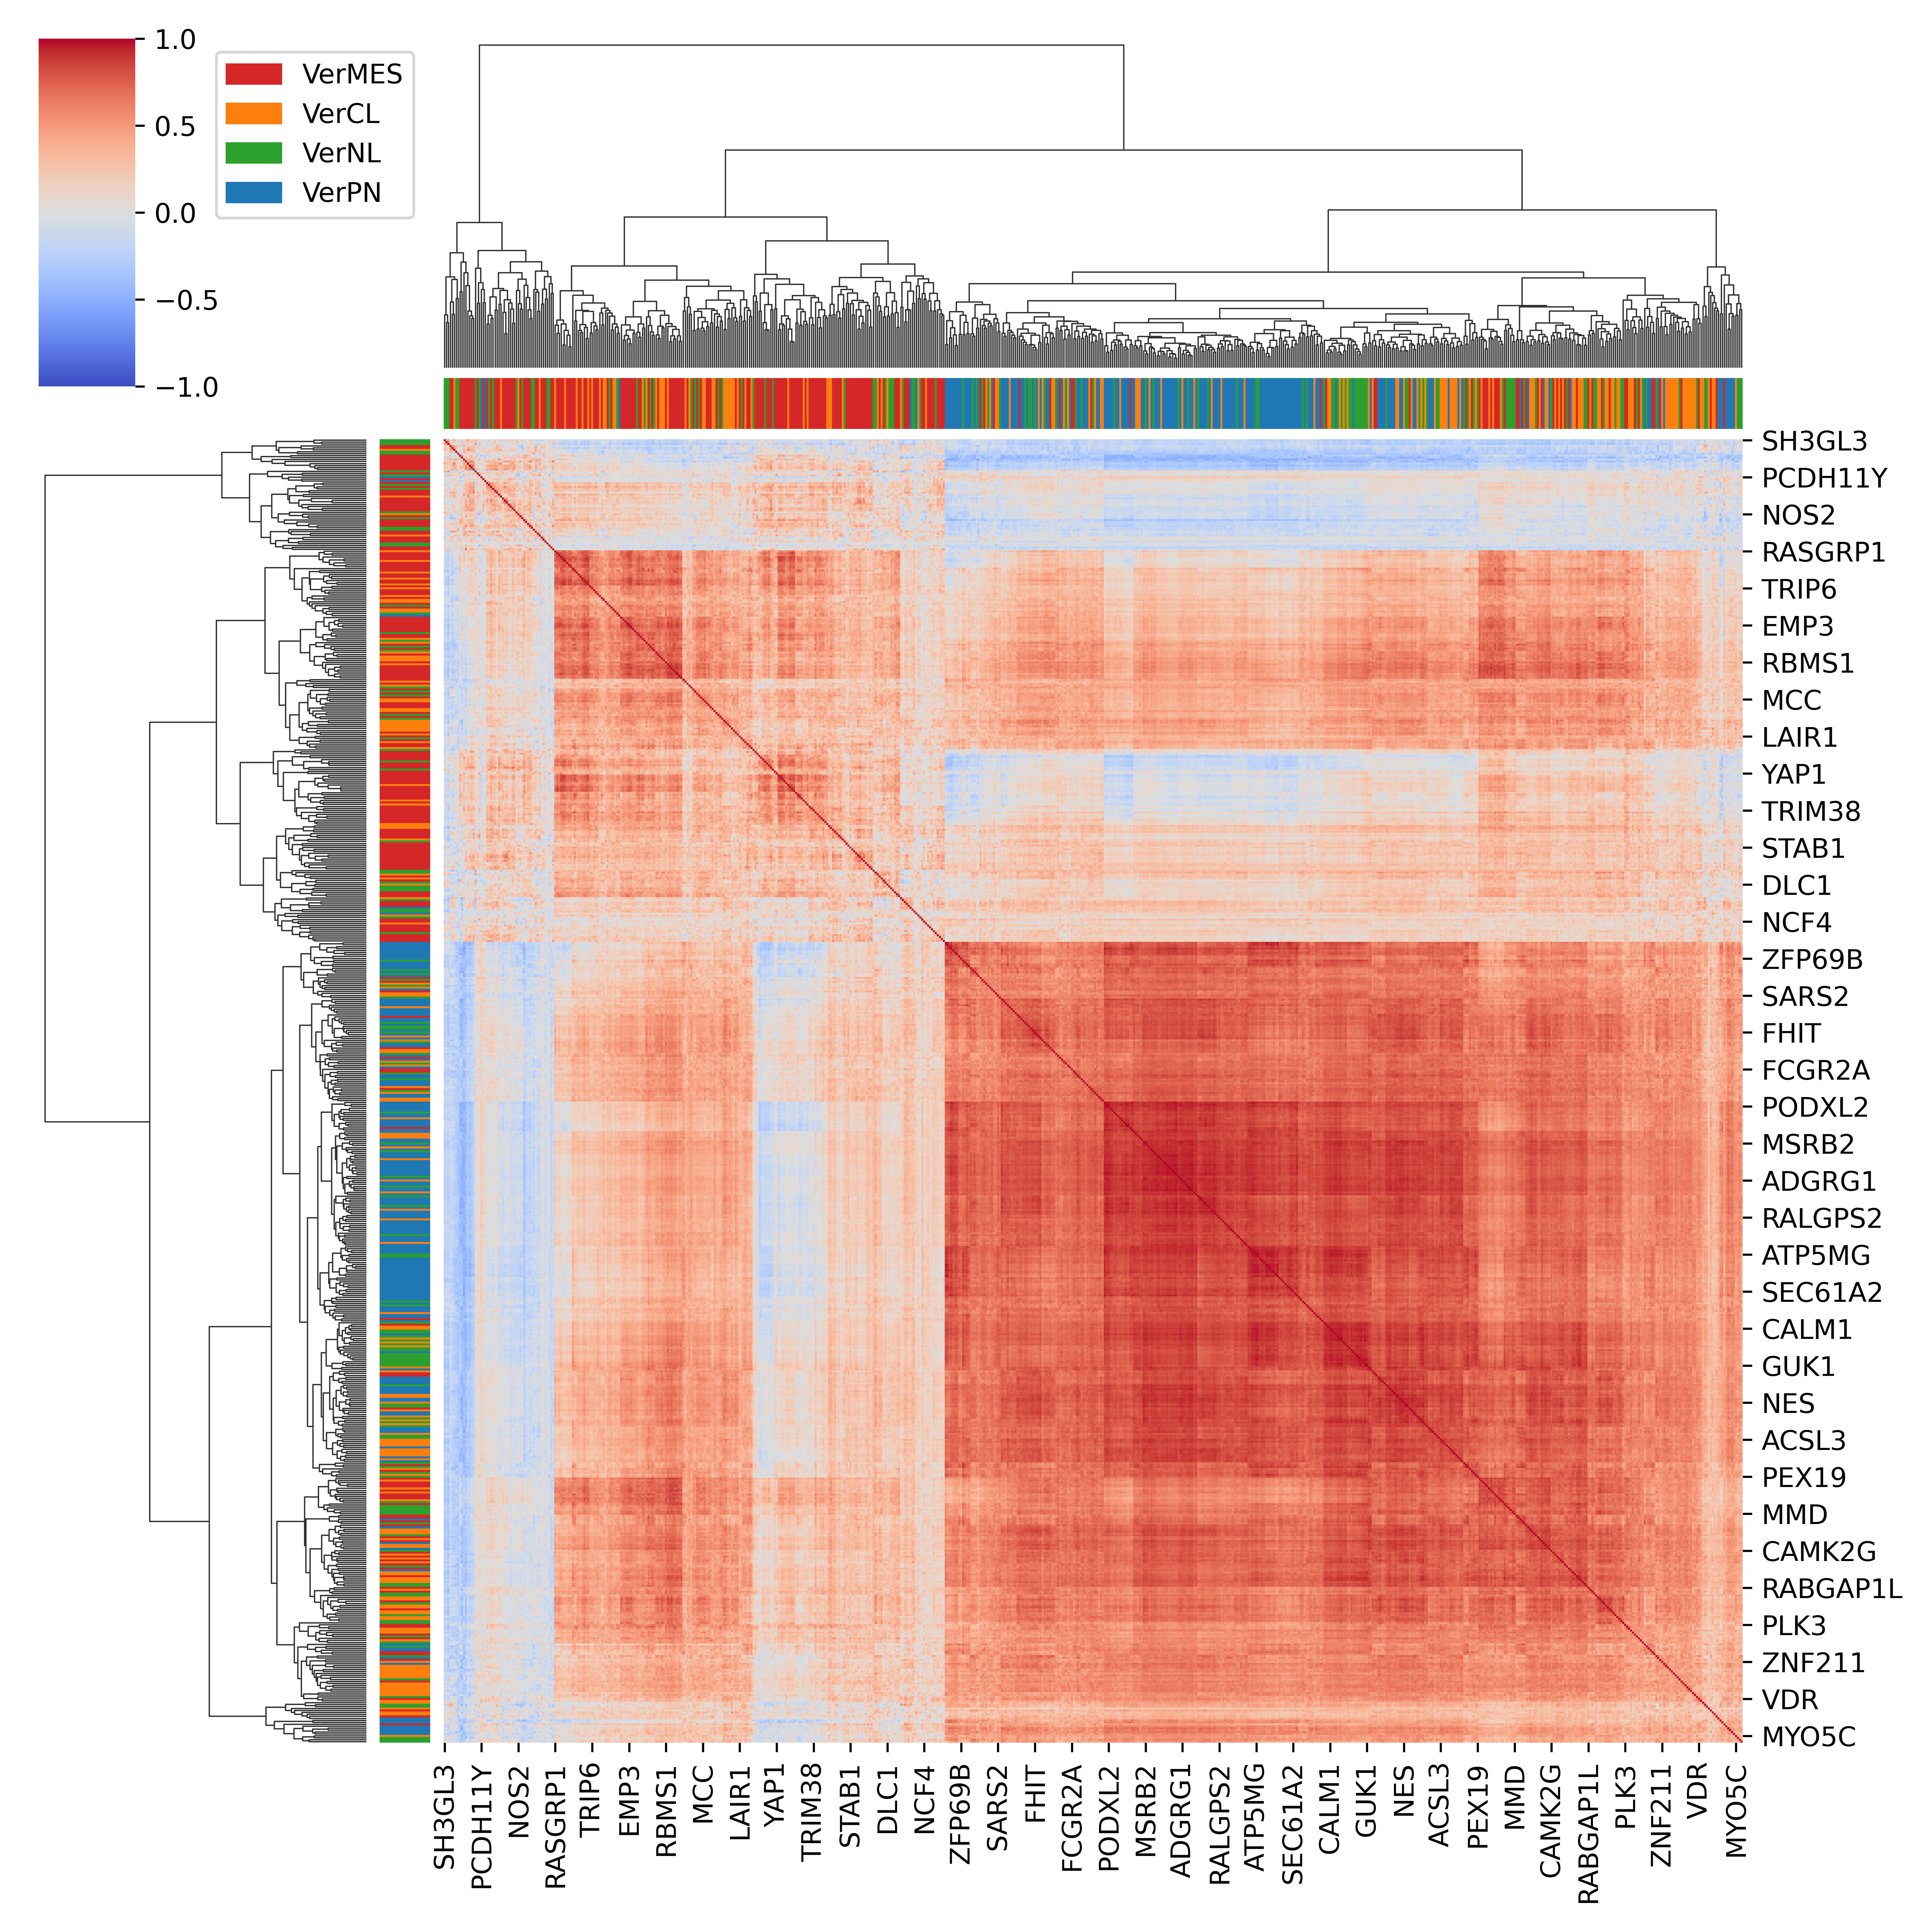 1.0
0.5
0.0
−0.5
−1.0
VerMES
VerCL
VerNL
VerPN
SH3GL3
PCDH11Y
NOS2
RASGRP1
TRIP6
EMP3
RBMS1
MCC
LAIR1
YAP1
TRIM38
STAB1
DLC1
NCF4
ZFP69B
SARS2
FHIT
FCGR2A
PODXL2
MSRB2
ADGRG1
RALGPS2
ATP5MG
SEC61A2
CALM1
GUK1
NES
ACSL3
PEX19
MMD
CAMK2G
RABGAP1L
PLK3
ZNF211
VDR
MYO5C
SH3GL3
PCDH11Y
NOS2
RASGRP1
TRIP6
EMP3
RBMS1
MCC
LAIR1
YAP1
TRIM38
STAB1
DLC1
NCF4
ZFP69B
SARS2
FHIT
FCGR2A
PODXL2
MSRB2
ADGRG1
RALGPS2
ATP5MG
SEC61A2
CALM1
GUK1
NES
ACSL3
PEX19
MMD
CAMK2G
RABGAP1L
PLK3
ZNF211
VDR
MYO5C